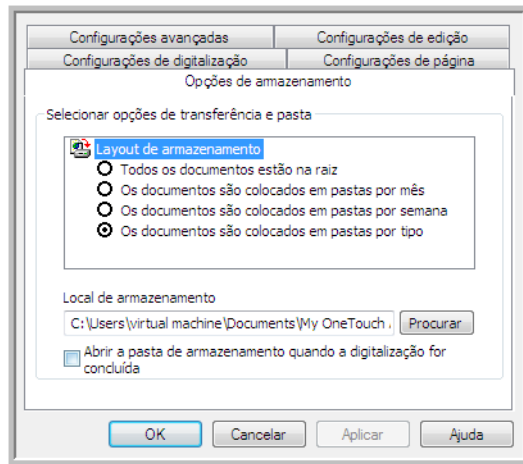 Configurações avançadas
Configurações de edição
Configurações de digitalização
Configurações de página
Opções de armazenamento
Selecionar opções de transferência e pasta
Layout de armazenamento
Todos os documentos estão na raiz
Os documentos são colocados em pastas por mês
Os documentos são colocados em pastas por semana
Os documentos são colocados em pastas por tipo
Local de armazenamento
C:\Users\virtual machine\Documents\My OneTouch
Procurar
Abrir a pasta de armazenamento quando a digitalização for
concluída
OK
Cancelar
Aplicar
Ajuda